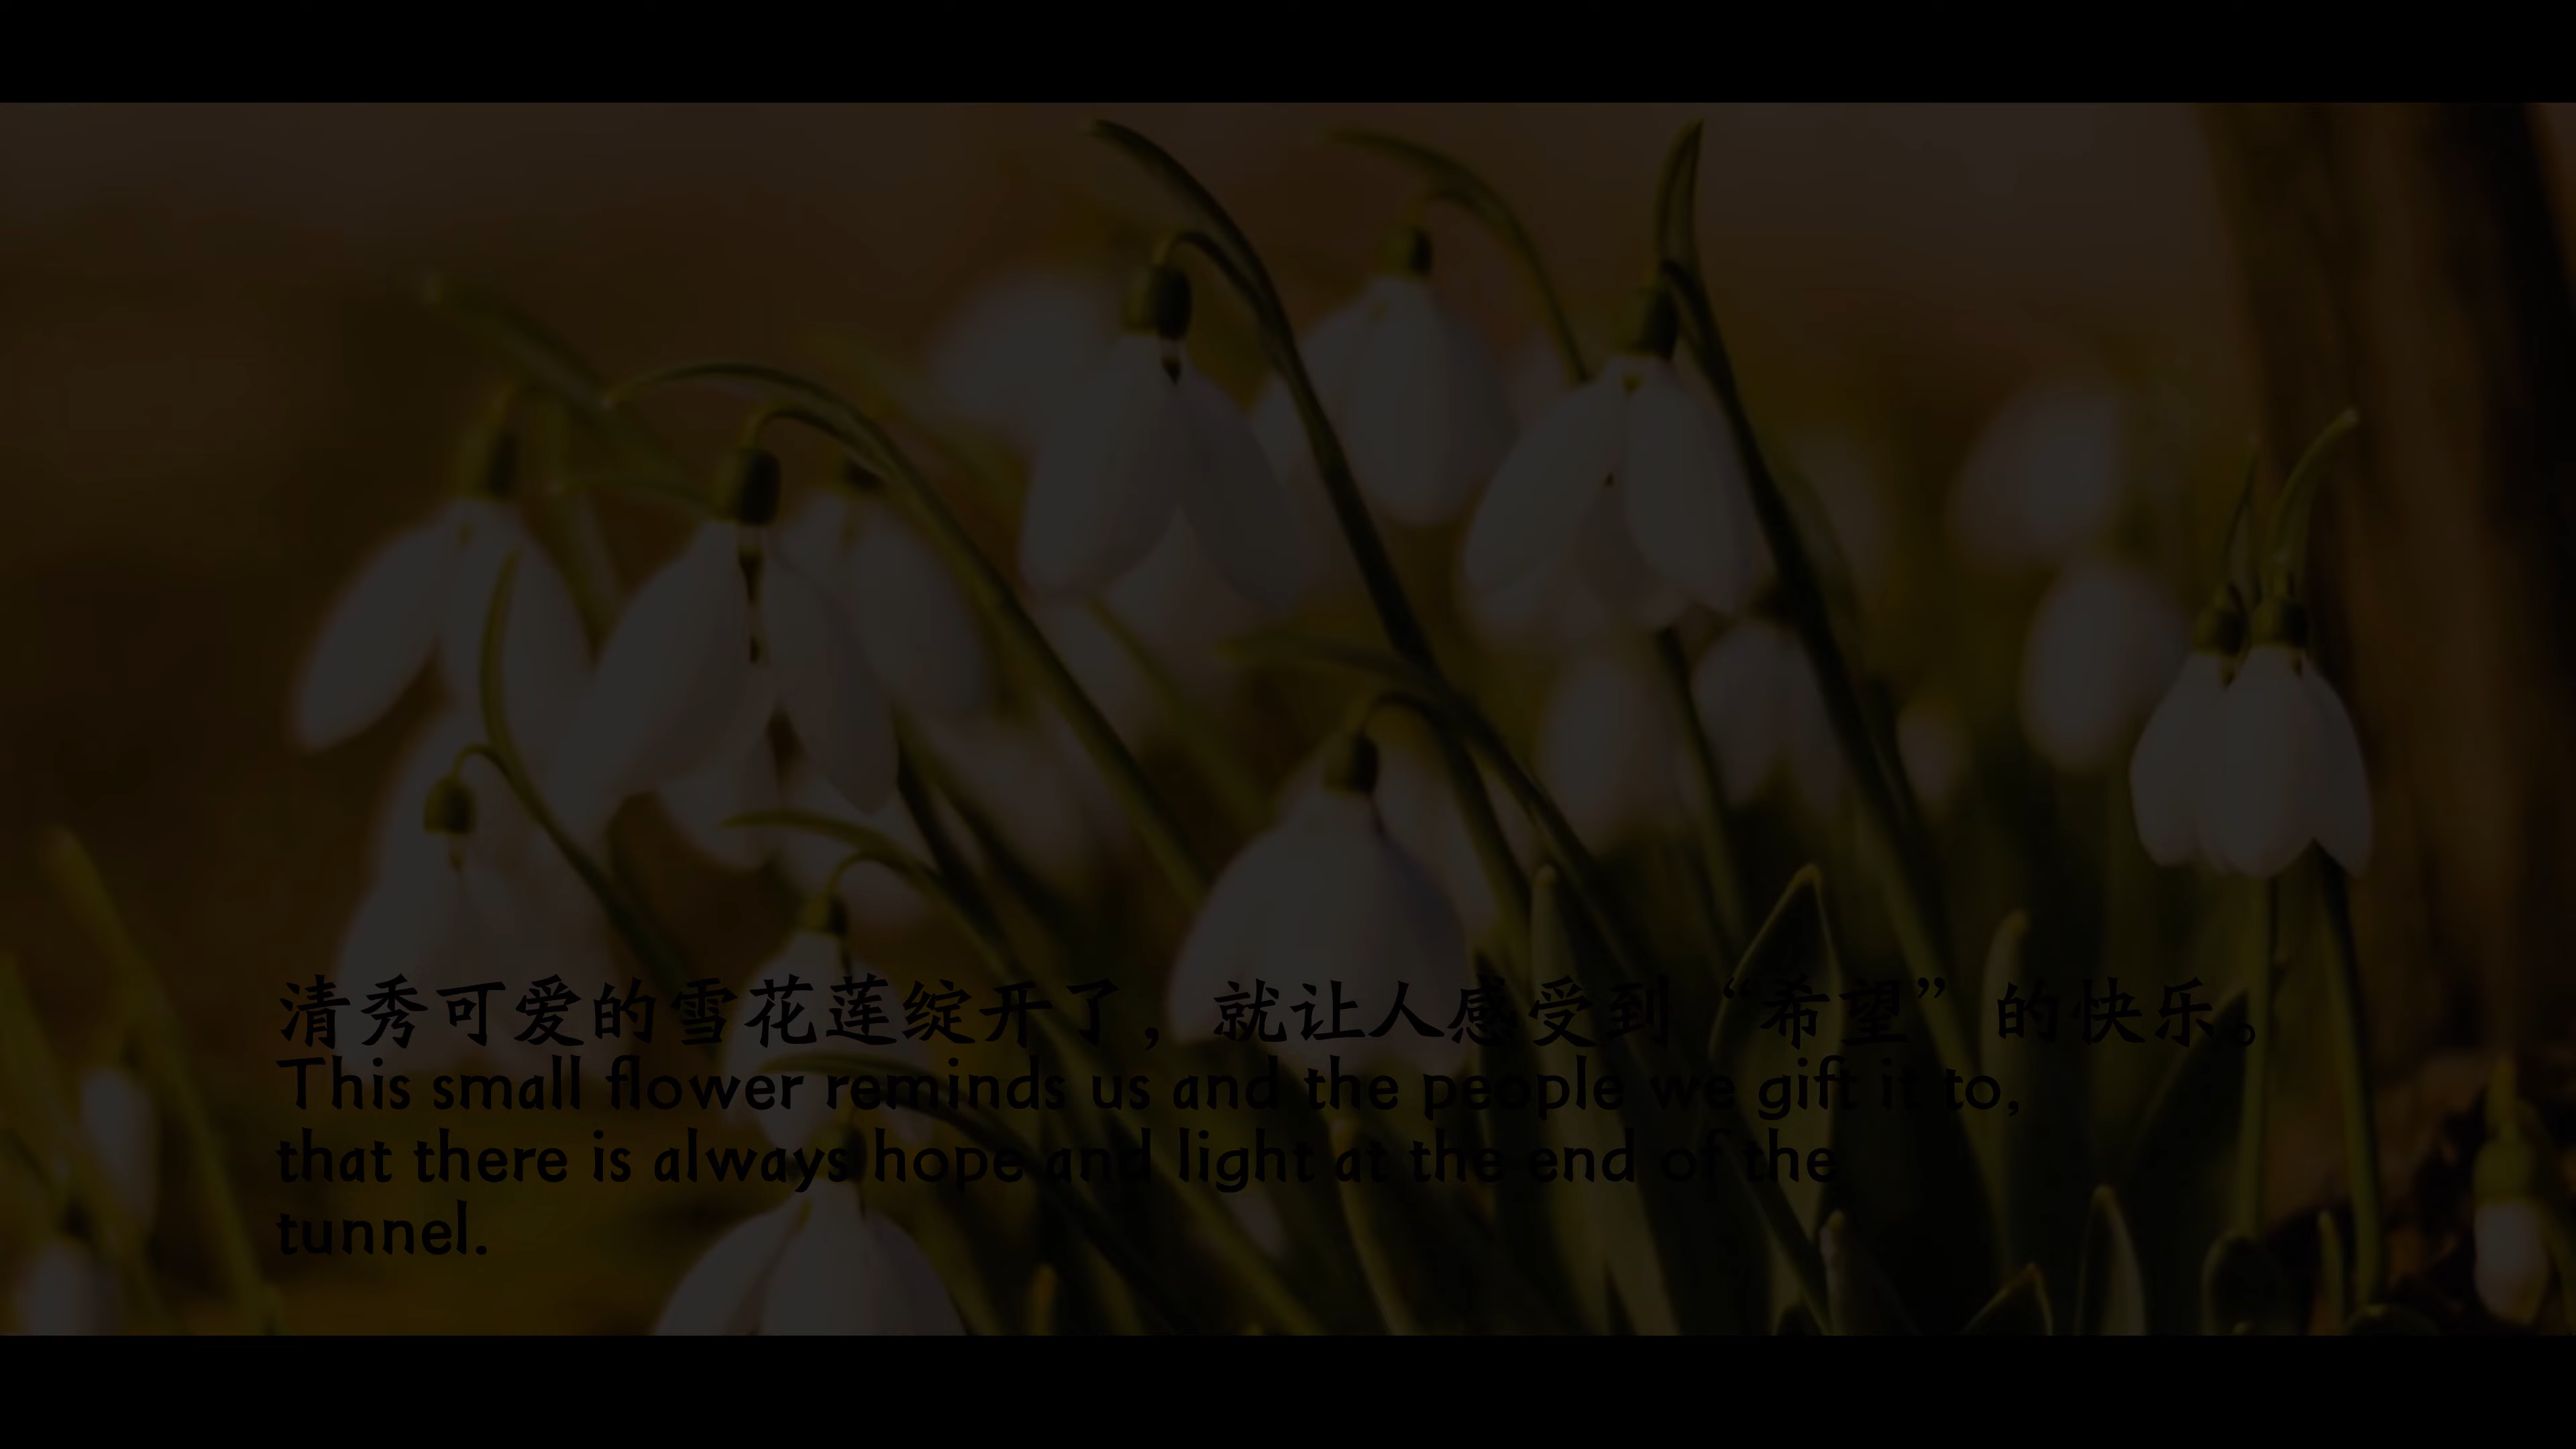 清秀可爱的雪花莲绽开了，就让人感受到“希望”的快乐。
This small flower reminds us and the people we gift it to,
that there is always hope and light at the end of the
tunnel.